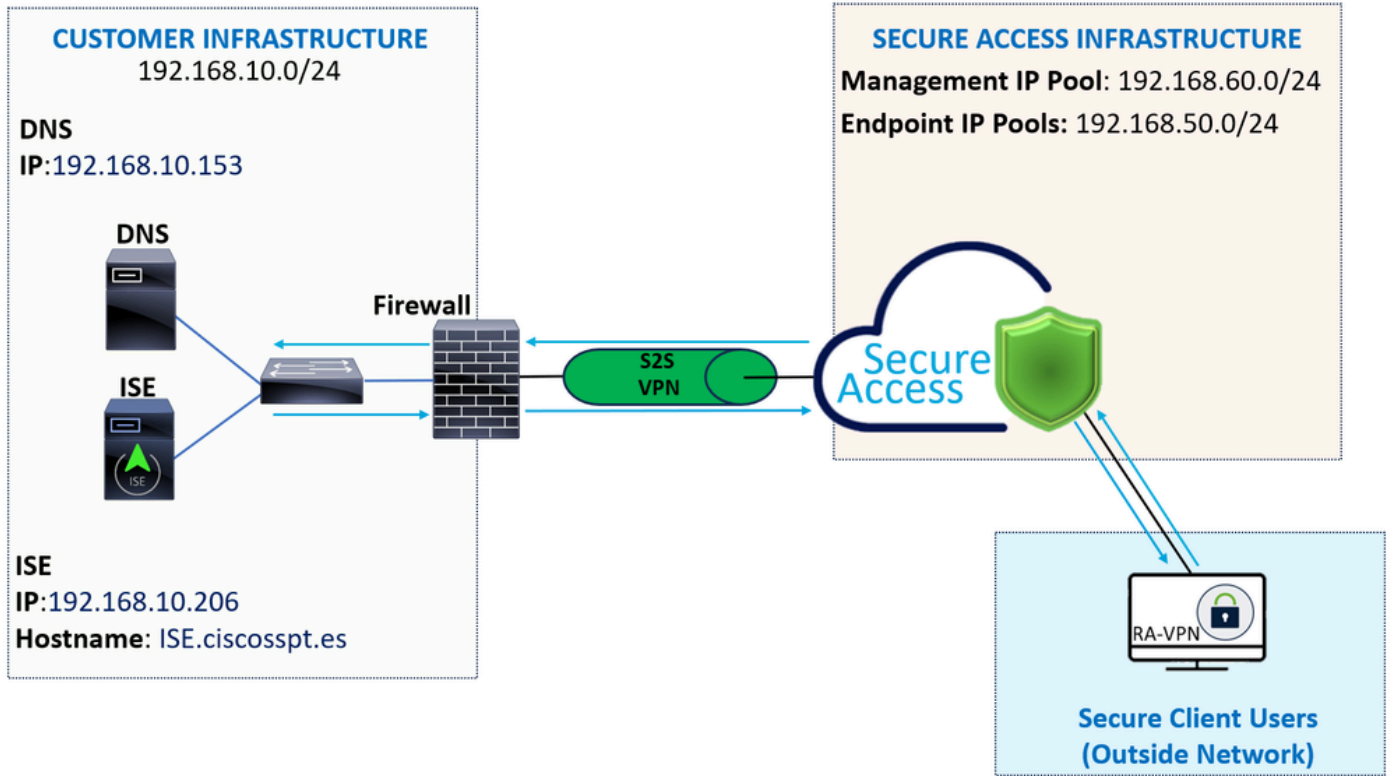 CUSTOMER INFRASTRUCTURE
192.168.10.0/24
DNS
IP:192.168.10.153
DNS
ISE
ISE
Firewall
ISE
IP:192.168.10.206
Hostname: ISE.ciscosspt.es
S2S
VPN
SECURE ACCESS INFRASTRUCTURE
Management IP Pool: 192.168.60.0/24
Endpoint IP Pools: 192.168.50.0/24
Secure
Access
RA-VPN
Secure Client Users
(Outside Network)